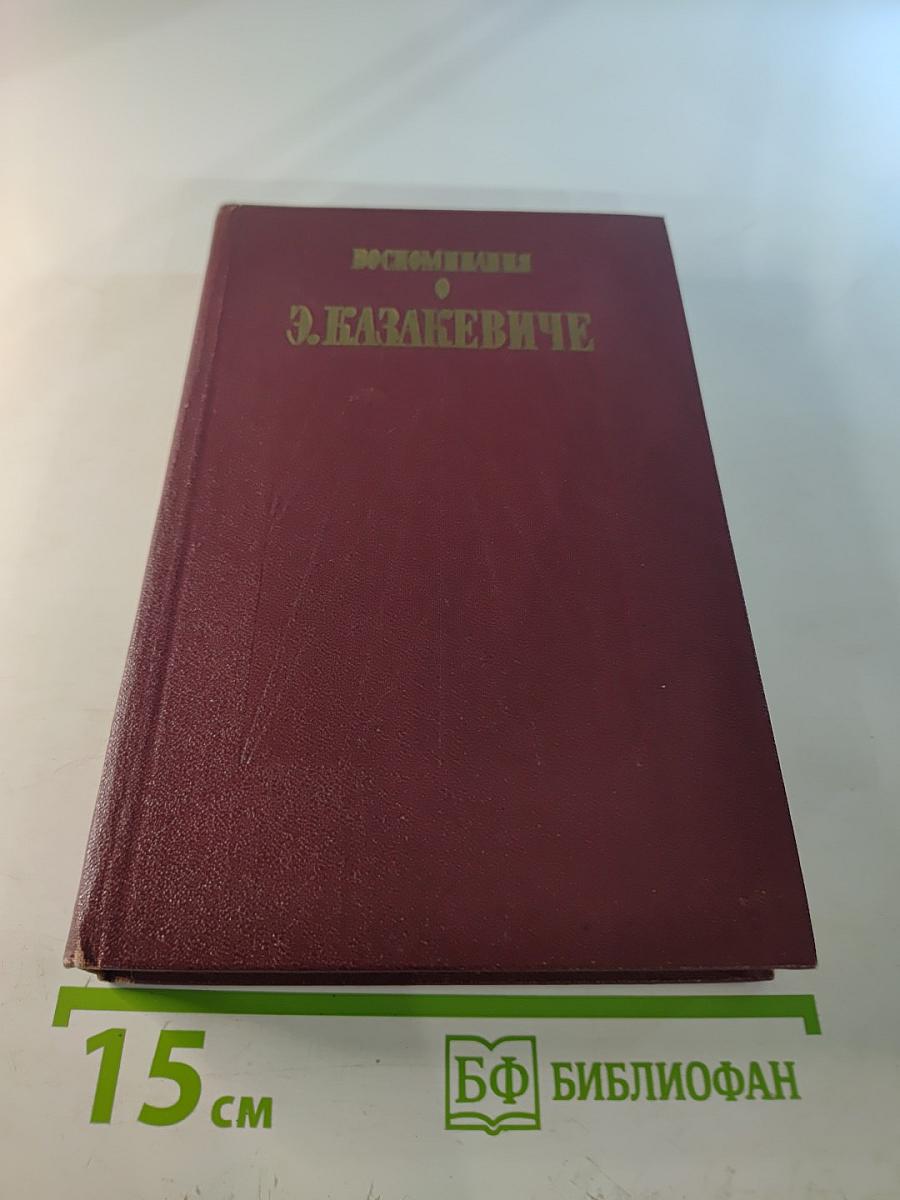 ВОСПОМИНАНИЯ
О
Э. КАЗАКЕВИЧЕ
15 см
БФ БИБЛИОФАН